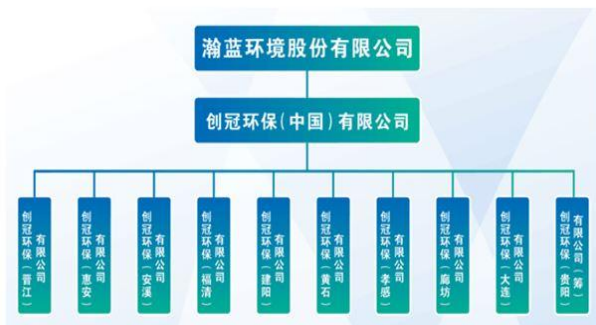 瀚蓝环境股份有限公司
创冠环保(中国)有限公司
创冠环保(晋江)
有限公司
创冠环保(惠安)
有限公司
创冠环保(安溪)
有限公司
创冠环保(福清)
有限公司
创冠环保(建阳)
有限公司
创冠环保(黄石)
有限公司
创冠环保(孝感)
有限公司
创冠环保(廊坊)
有限公司
创冠环保(大连)
有限公司
创冠环保(贵阳)
有限公司(筹)